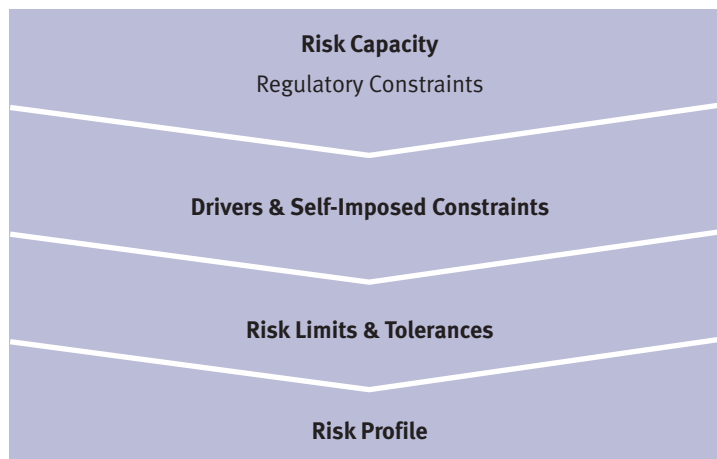 Risk Capacity
Regulatory Constraints
Drivers & Self-Imposed Constraints
Risk Limits & Tolerances
Risk Profile